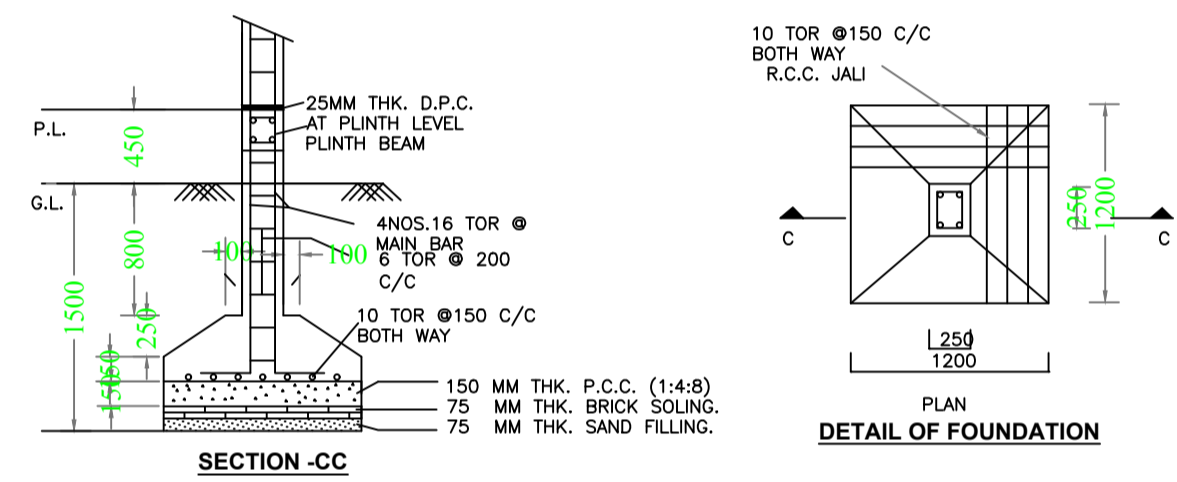 25MM THK. D.P.C.
AT PLINTH LEVEL
PLINTH BEAM
P.L.
450
G.L.
4NOS.16 TOR @
MAIN BAR
6 TOR @ 200
C/C
100
100
800
1500
250
10 TOR @150 C/C
BOTH WAY
150
150
150 MM THK. P.C.C. (1:4:8)
75 MM THK. BRICK SOLING.
75 MM THK. SAND FILLING.
SECTION -CC
10 TOR @150 C/C
BOTH WAY
R.C.C. JALI
250
1200
C
C
250
1200
PLAN
DETAIL OF FOUNDATION